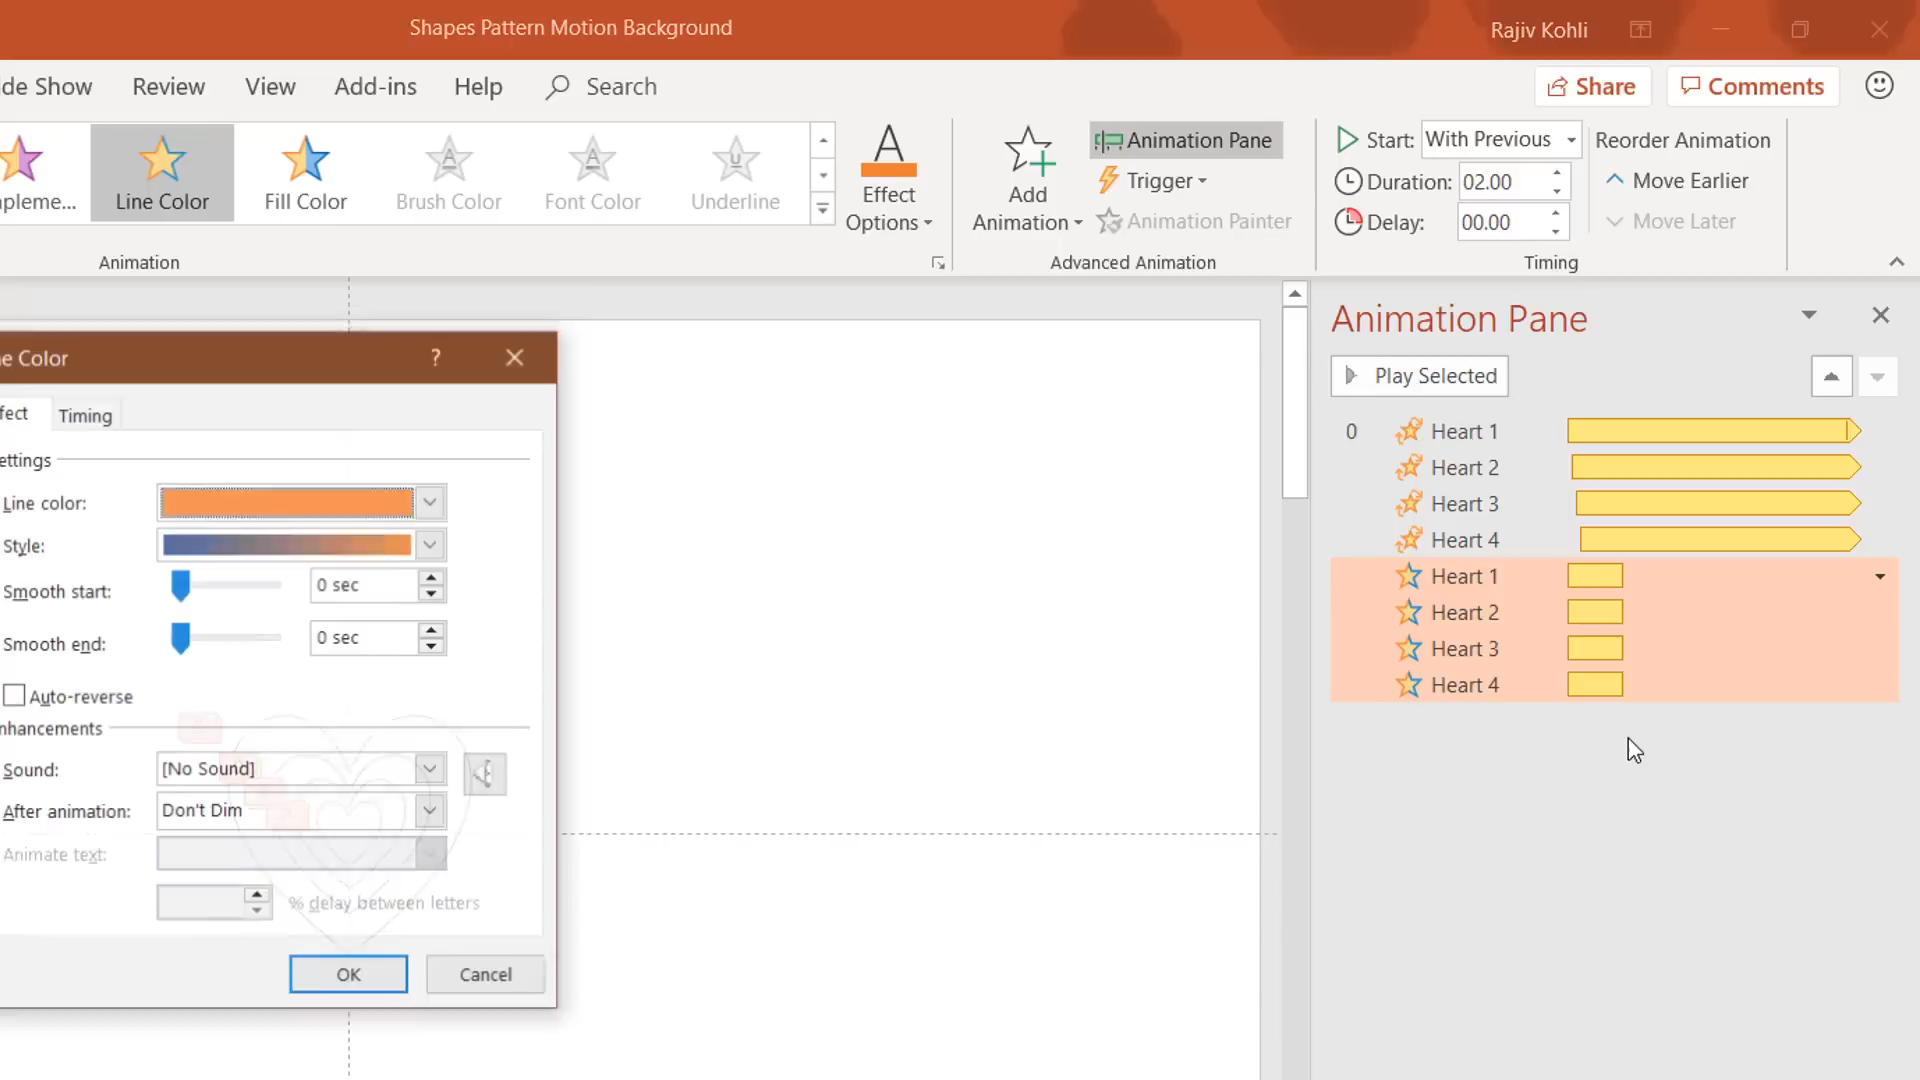 Shapes Pattern Motion Background
Rajiv Kohli
de Show Review View Add-ins Help Search
Share Comments
pleme... Line Color Fill Color Brush Color Font Color Underline
Effect
Options
Add
Animation
Animation Pane
Trigger
Animation Painter
Start: With Previous
Duration: 02.00
Delay: 00.00
Reorder Animation
Move Earlier
Move Later
Animation Advanced Animation Timing
e Color ?
fect Timing
ettings
Line color:
Style:
Smooth start: 0 sec
Smooth end: 0 sec
Auto-reverse
nhancements
Sound: [No Sound]
After animation: Don't Dim
Animate text:
% delay between letters
OK Cancel
Animation Pane
Play Selected
0 Heart 1
Heart 2
Heart 3
Heart 4
Heart 1
Heart 2
Heart 3
Heart 4